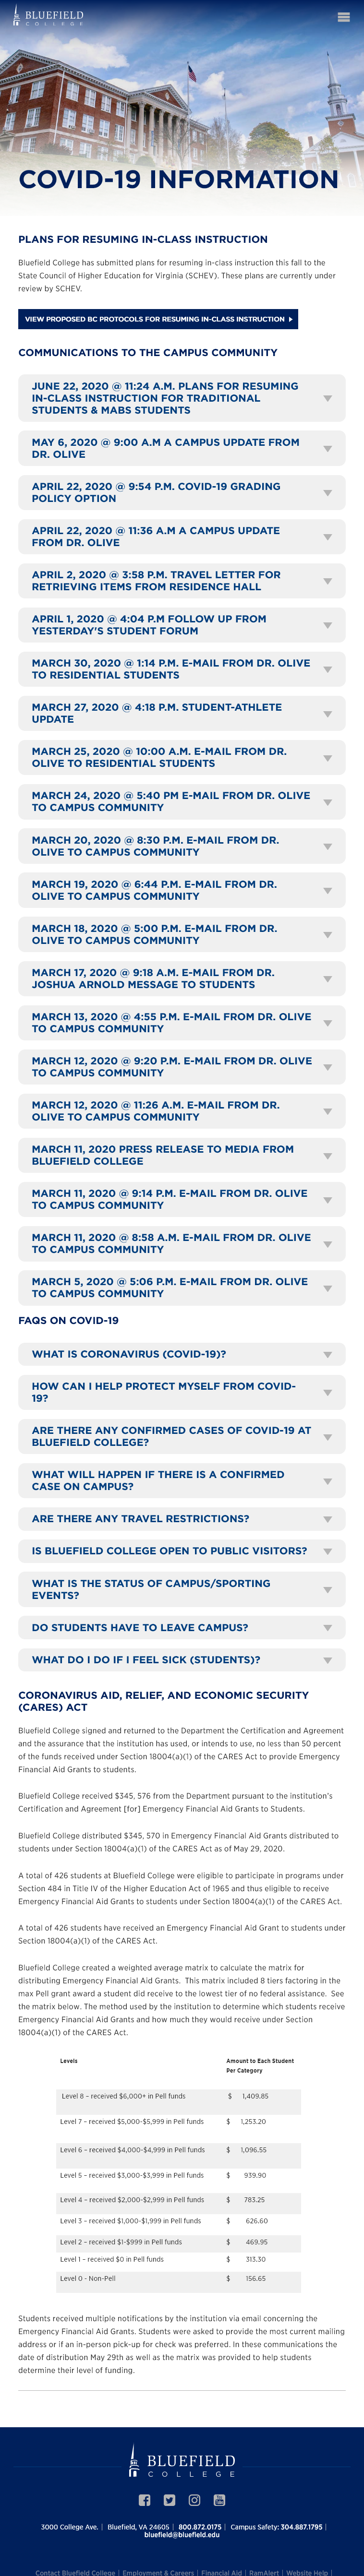 BLUEFIELD
COLLEGE
COVID-19 INFORMATION
PLANS FOR RESUMING IN-CLASS INSTRUCTION
Bluefield College has submitted plans for resuming in-class instruction this fall to the
State Council of Higher Education for Virginia (SCHEV). These plans are currently under
review by SCHEV.
VIEW PROPOSED BC PROTOCOLS FOR RESUMING IN-CLASS INSTRUCTION
COMMUNICATIONS TO THE CAMPUS COMMUNITY
JUNE 22, 2020 @ 11:24 A.M. PLANS FOR RESUMING
IN-CLASS INSTRUCTION FOR TRADITIONAL
STUDENTS & MABS STUDENTS
MAY 6, 2020 @ 9:00 A.M A CAMPUS UPDATE FROM
DR. OLIVE
APRIL 22, 2020 @ 9:54 P.M. COVID-19 GRADING
POLICY OPTION
APRIL 22, 2020 @ 11:36 A.M A CAMPUS UPDATE
FROM DR. OLIVE
APRIL 2, 2020 @ 3:58 P.M. TRAVEL LETTER FOR
RETRIEVING ITEMS FROM RESIDENCE HALL
APRIL 1, 2020 @ 4:04 P.M FOLLOW UP FROM
YESTERDAY'S STUDENT FORUM
MARCH 30, 2020 @ 1:14 P.M. E-MAIL FROM DR. OLIVE
TO RESIDENTIAL STUDENTS
MARCH 27, 2020 @ 4:18 P.M. STUDENT-ATHLETE
UPDATE
MARCH 25, 2020 @ 10:00 A.M. E-MAIL FROM DR.
OLIVE TO RESIDENTIAL STUDENTS
MARCH 24, 2020 @ 5:40 PM E-MAIL FROM DR. OLIVE
TO CAMPUS COMMUNITY
MARCH 20, 2020 @ 8:30 P.M. E-MAIL FROM DR.
OLIVE TO CAMPUS COMMUNITY
MARCH 19, 2020 @ 6:44 P.M. E-MAIL FROM DR.
OLIVE TO CAMPUS COMMUNITY
MARCH 18, 2020 @ 5:00 P.M. E-MAIL FROM DR.
OLIVE TO CAMPUS COMMUNITY
MARCH 17, 2020 @ 9:18 A.M. E-MAIL FROM DR.
JOSHUA ARNOLD MESSAGE TO STUDENTS
MARCH 13, 2020 @ 4:55 P.M. E-MAIL FROM DR. OLIVE
TO CAMPUS COMMUNITY
MARCH 12, 2020 @ 9:20 P.M. E-MAIL FROM DR. OLIVE
TO CAMPUS COMMUNITY
MARCH 12, 2020 @ 11:26 A.M. E-MAIL FROM DR.
OLIVE TO CAMPUS COMMUNITY
MARCH 11, 2020 PRESS RELEASE TO MEDIA FROM
BLUEFIELD COLLEGE
MARCH 11, 2020 @ 9:14 P.M. E-MAIL FROM DR. OLIVE
TO CAMPUS COMMUNITY
MARCH 11, 2020 @ 8:58 A.M. E-MAIL FROM DR. OLIVE
TO CAMPUS COMMUNITY
MARCH 5, 2020 @ 5:06 P.M. E-MAIL FROM DR. OLIVE
TO CAMPUS COMMUNITY
FAQS ON COVID-19
WHAT IS CORONAVIRUS (COVID-19)?
HOW CAN I HELP PROTECT MYSELF FROM COVID-
19?
ARE THERE ANY CONFIRMED CASES OF COVID-19 AT
BLUEFIELD COLLEGE?
WHAT WILL HAPPEN IF THERE IS A CONFIRMED
CASE ON CAMPUS?
ARE THERE ANY TRAVEL RESTRICTIONS?
IS BLUEFIELD COLLEGE OPEN TO PUBLIC VISITORS?
WHAT IS THE STATUS OF CAMPUS/SPORTING
EVENTS?
DO STUDENTS HAVE TO LEAVE CAMPUS?
WHAT DO I DO IF I FEEL SICK (STUDENTS)?
CORONAVIRUS AID, RELIEF, AND ECONOMIC SECURITY
(CARES) ACT
Bluefield College signed and returned to the Department the Certification and Agreement
and the assurance that the institution has used, or intends to use, no less than 50 percent
of the funds received under Section 18004(a)(1) of the CARES Act to provide Emergency
Financial Aid Grants to students.
Bluefield College received $345, 576 from the Department pursuant to the institution's
Certification and Agreement [for] Emergency Financial Aid Grants to Students.
Bluefield College distributed $345, 570 in Emergency Financial Aid Grants distributed to
students under Section 18004(a)(1) of the CARES Act as of May 29, 2020.
A total of 426 students at Bluefield College were eligible to participate in programs under
Section 484 in Title IV of the Higher Education Act of 1965 and thus eligible to receive
Emergency Financial Aid Grants to students under Section 18004(a)(1) of the CARES Act.
A total of 426 students have received an Emergency Financial Aid Grant to students under
Section 18004(a)(1) of the CARES Act.
Bluefield College created a weighted average matrix to calculate the matrix for
distributing Emergency Financial Aid Grants. This matrix included 8 tiers factoring in the
max Pell grant award a student did receive to the lowest tier of no federal assistance. See
the matrix below. The method used by the institution to determine which students receive
Emergency Financial Aid Grants and how much they would receive under Section
18004(a)(1) of the CARES Act.
Levels Amount to Each Student
Per Category
Level 8 – received $6,000+ in Pell funds $ 1,409.85
Level 7 – received $5,000-$5,999 in Pell funds $ 1,253.20
Level 6 – received $4,000-$4,999 in Pell funds $ 1,096.55
Level 5 – received $3,000-$3,999 in Pell funds $ 939.90
Level 4 – received $2,000-$2,999 in Pell funds $ 783.25
Level 3 – received $1,000-$1,999 in Pell funds $ 626.60
Level 2 – received $1-$999 in Pell funds $ 469.95
Level 1 – received $0 in Pell funds $ 313.30
Level 0 - Non-Pell $ 156.65
Students received multiple notifications by the institution via email concerning the
Emergency Financial Aid Grants. Students were asked to provide the most current mailing
address or if an in-person pick-up for check was preferred. In these communications the
date of distribution May 29th as well as the matrix was provided to help students
determine their level of funding.
BLUEFIELD
COLLEGE
3000 College Ave. | Bluefield, VA 24605 | 800.872.0175 | Campus Safety: 304.887.1795 |
bluefield@bluefield.edu
Contact Bluefield College | Employment & Careers | Financial Aid | RamAlert | Website Help |